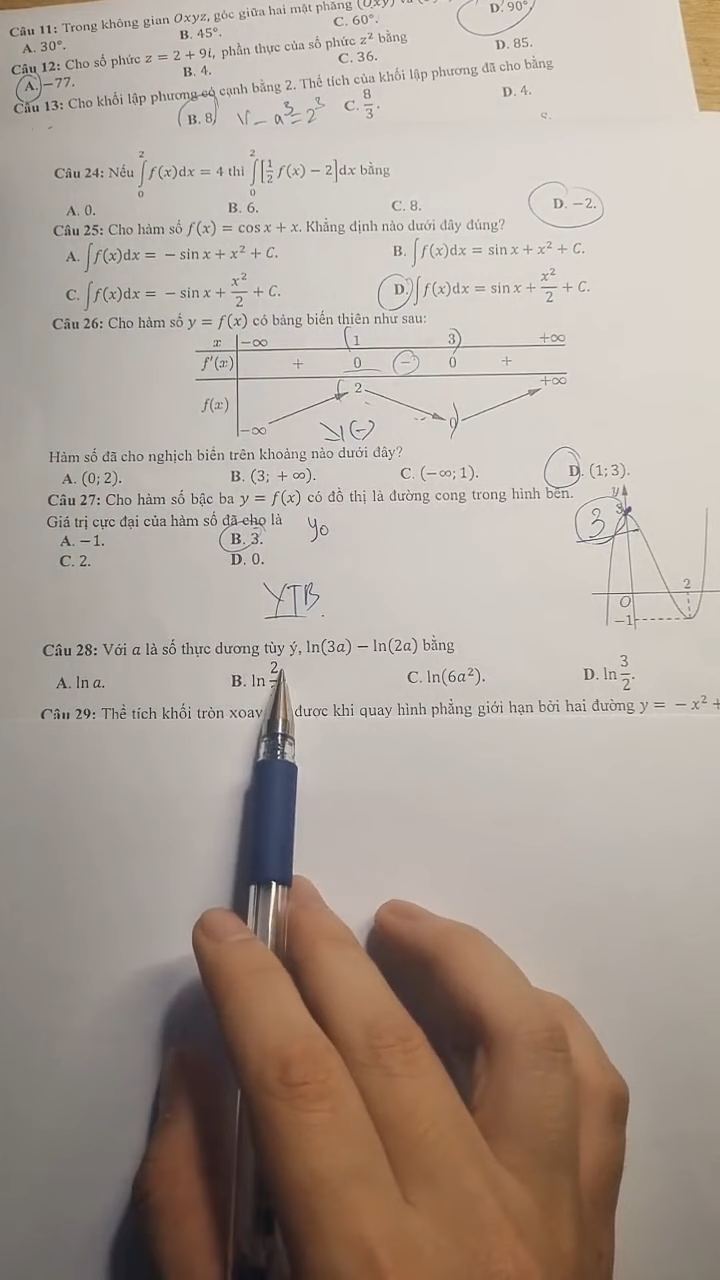 Câu 11: Trong không gian Oxyz, góc giữa hai mặt phẳng (Oxy) và
A. 30°. B. 45°. C. 60°. D. 90°.
Câu 12: Cho số phức z = 2 + 9i, phần thực của số phức z² bằng
A. −77. B. 4. C. 36. D. 85.
Câu 13: Cho khối lập phương có cạnh bằng 2. Thể tích của khối lập phương đã cho bằng
B. 8 V = a³ = 2³ C. 8/3. D. 4.
Câu 24: Nếu ∫₀² f(x)dx = 4 thì ∫₀² [1/2 f(x) − 2]dx bằng
A. 0. B. 6. C. 8. D. −2.
Câu 25: Cho hàm số f(x) = cos x + x. Khẳng định nào dưới đây đúng?
A. ∫f(x)dx = − sin x + x² + C. B. ∫f(x)dx = sin x + x² + C.
C. ∫f(x)dx = − sin x + x²/2 + C. D. ∫f(x)dx = sin x + x²/2 + C.
Câu 26: Cho hàm số y = f(x) có bảng biến thiên như sau:
x −∞ 1 3 +∞
f'(x) + 0 − 0 +
f(x) −∞ 2 +∞
(−)
Hàm số đã cho nghịch biến trên khoảng nào dưới đây?
A. (0; 2). B. (3; +∞). C. (−∞; 1). D. (1; 3).
Câu 27: Cho hàm số bậc ba y = f(x) có đồ thị là đường cong trong hình bên.
Giá trị cực đại của hàm số đã cho là
A. −1. B. 3.
C. 2. D. 0.
y₀
3
y 3 2 O −1
YTB
Câu 28: Với a là số thực dương tùy ý, ln(3a) − ln(2a) bằng
A. ln a. B. ln 2 C. ln(6a²). D. ln 3/2.
Câu 29: Thể tích khối tròn xoay được khi quay hình phẳng giới hạn bởi hai đường y = − x² +